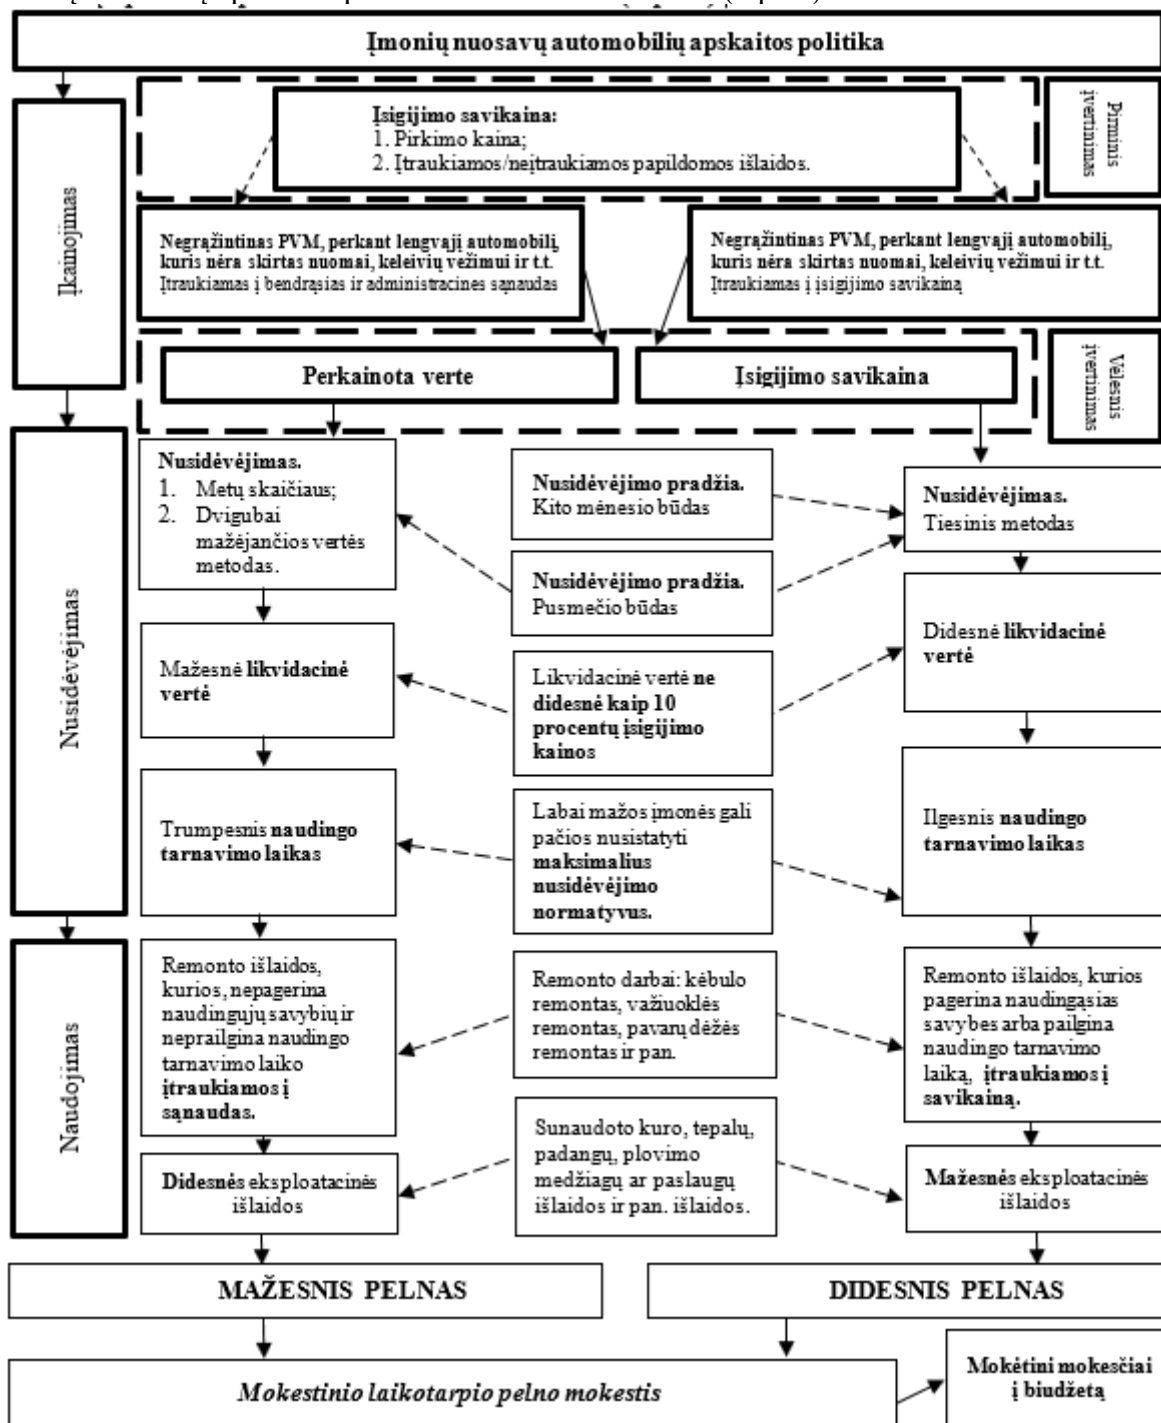 Įmonių nuosavų automobilių apskaitos politika
Įkainojimas
Įsigijimo savikaina:
1. Pirkimo kaina;
2. Įtraukiamos/neįtraukiamos papildomos išlaidos.
Pirminis
įvertinimas
Negrąžintinas PVM, perkant lengvąjį automobilį,
kuris nėra skirtas nuomai, keleivių vežimui ir t.t.
Įtraukiamas į bendrąsias ir administracines sąnaudas
Negrąžintinas PVM, perkant lengvąjį automobilį,
kuris nėra skirtas nuomai, keleivių vežimui ir t.t.
Įtraukiamas į įsigijimo savikainą
Perkainota verte
Įsigijimo savikaina
Vėlesnis
įvertinimas
Nusidėvėjimas
Nusidėvėjimas.
1. Metų skaičiaus;
2. Dvigubai
mažėjančios vertės
metodas.
Nusidėvėjimo pradžia.
Kito mėnesio būdas
Nusidėvėjimas.
Tiesinis metodas
Nusidėvėjimo pradžia.
Pusmečio būdas
Mažesnė likvidacinė
vertė
Likvidacinė vertė ne
didesnė kaip 10
procentų įsigijimo
kainos
Didesnė likvidacinė
vertė
Trumpesnis naudingo
tarnavimo laikas
Labai mažos įmonės gali
pačios nusistatyti
maksimalius
nusidėvėjimo
normatyvus.
Ilgesnis naudingo
tarnavimo laikas
Naudojimas
Remonto išlaidos,
kurios, nepagerina
naudingųjų savybių ir
neprailgina naudingo
tarnavimo laiko
įtraukiamos į
sąnaudas.
Remonto darbai: kėbulo
remontas, važiuoklės
remontas, pavarų dėžės
remontas ir pan.
Remonto išlaidos, kurios
pagerina naudingąsias
savybes arba pailgina
naudingo tarnavimo
laiką, įtraukiamos į
savikainą.
Didesnės eksploatacinės
išlaidos
Sunaudoto kuro, tepalų,
padangų, plovimo
medžiagų ar paslaugų
išlaidos ir pan. išlaidos.
Mažesnės eksploatacinės
išlaidos
MAŽESNIS PELNAS
DIDESNIS PELNAS
Mokestinio laikotarpio pelno mokestis
Mokėtini mokesčiai
į biudžetą